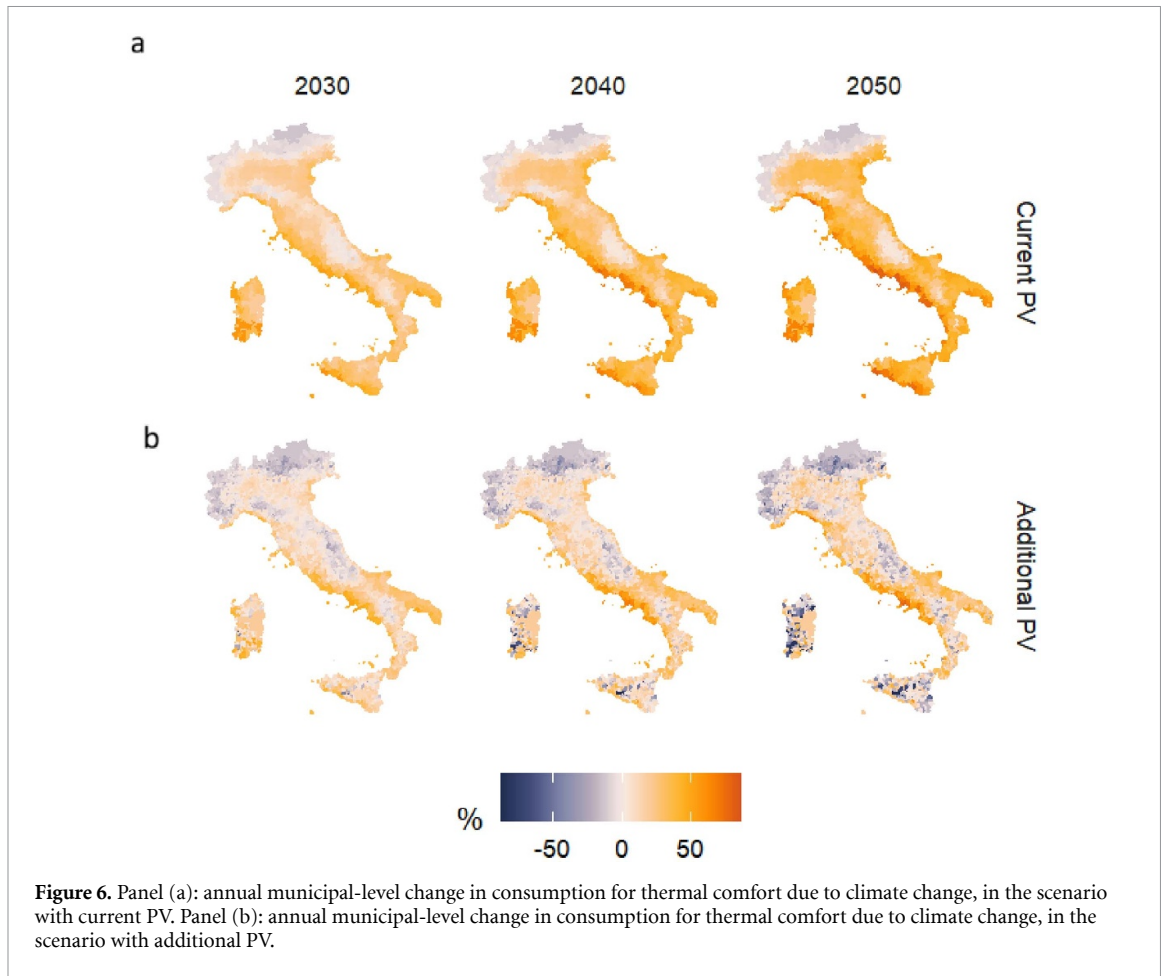 a
2030 2040 2050
Current PV
b
Additional PV
%
-50 0 50
Figure 6. Panel (a): annual municipal-level change in consumption for thermal comfort due to climate change, in the scenario
with current PV. Panel (b): annual municipal-level change in consumption for thermal comfort due to climate change, in the
scenario with additional PV.